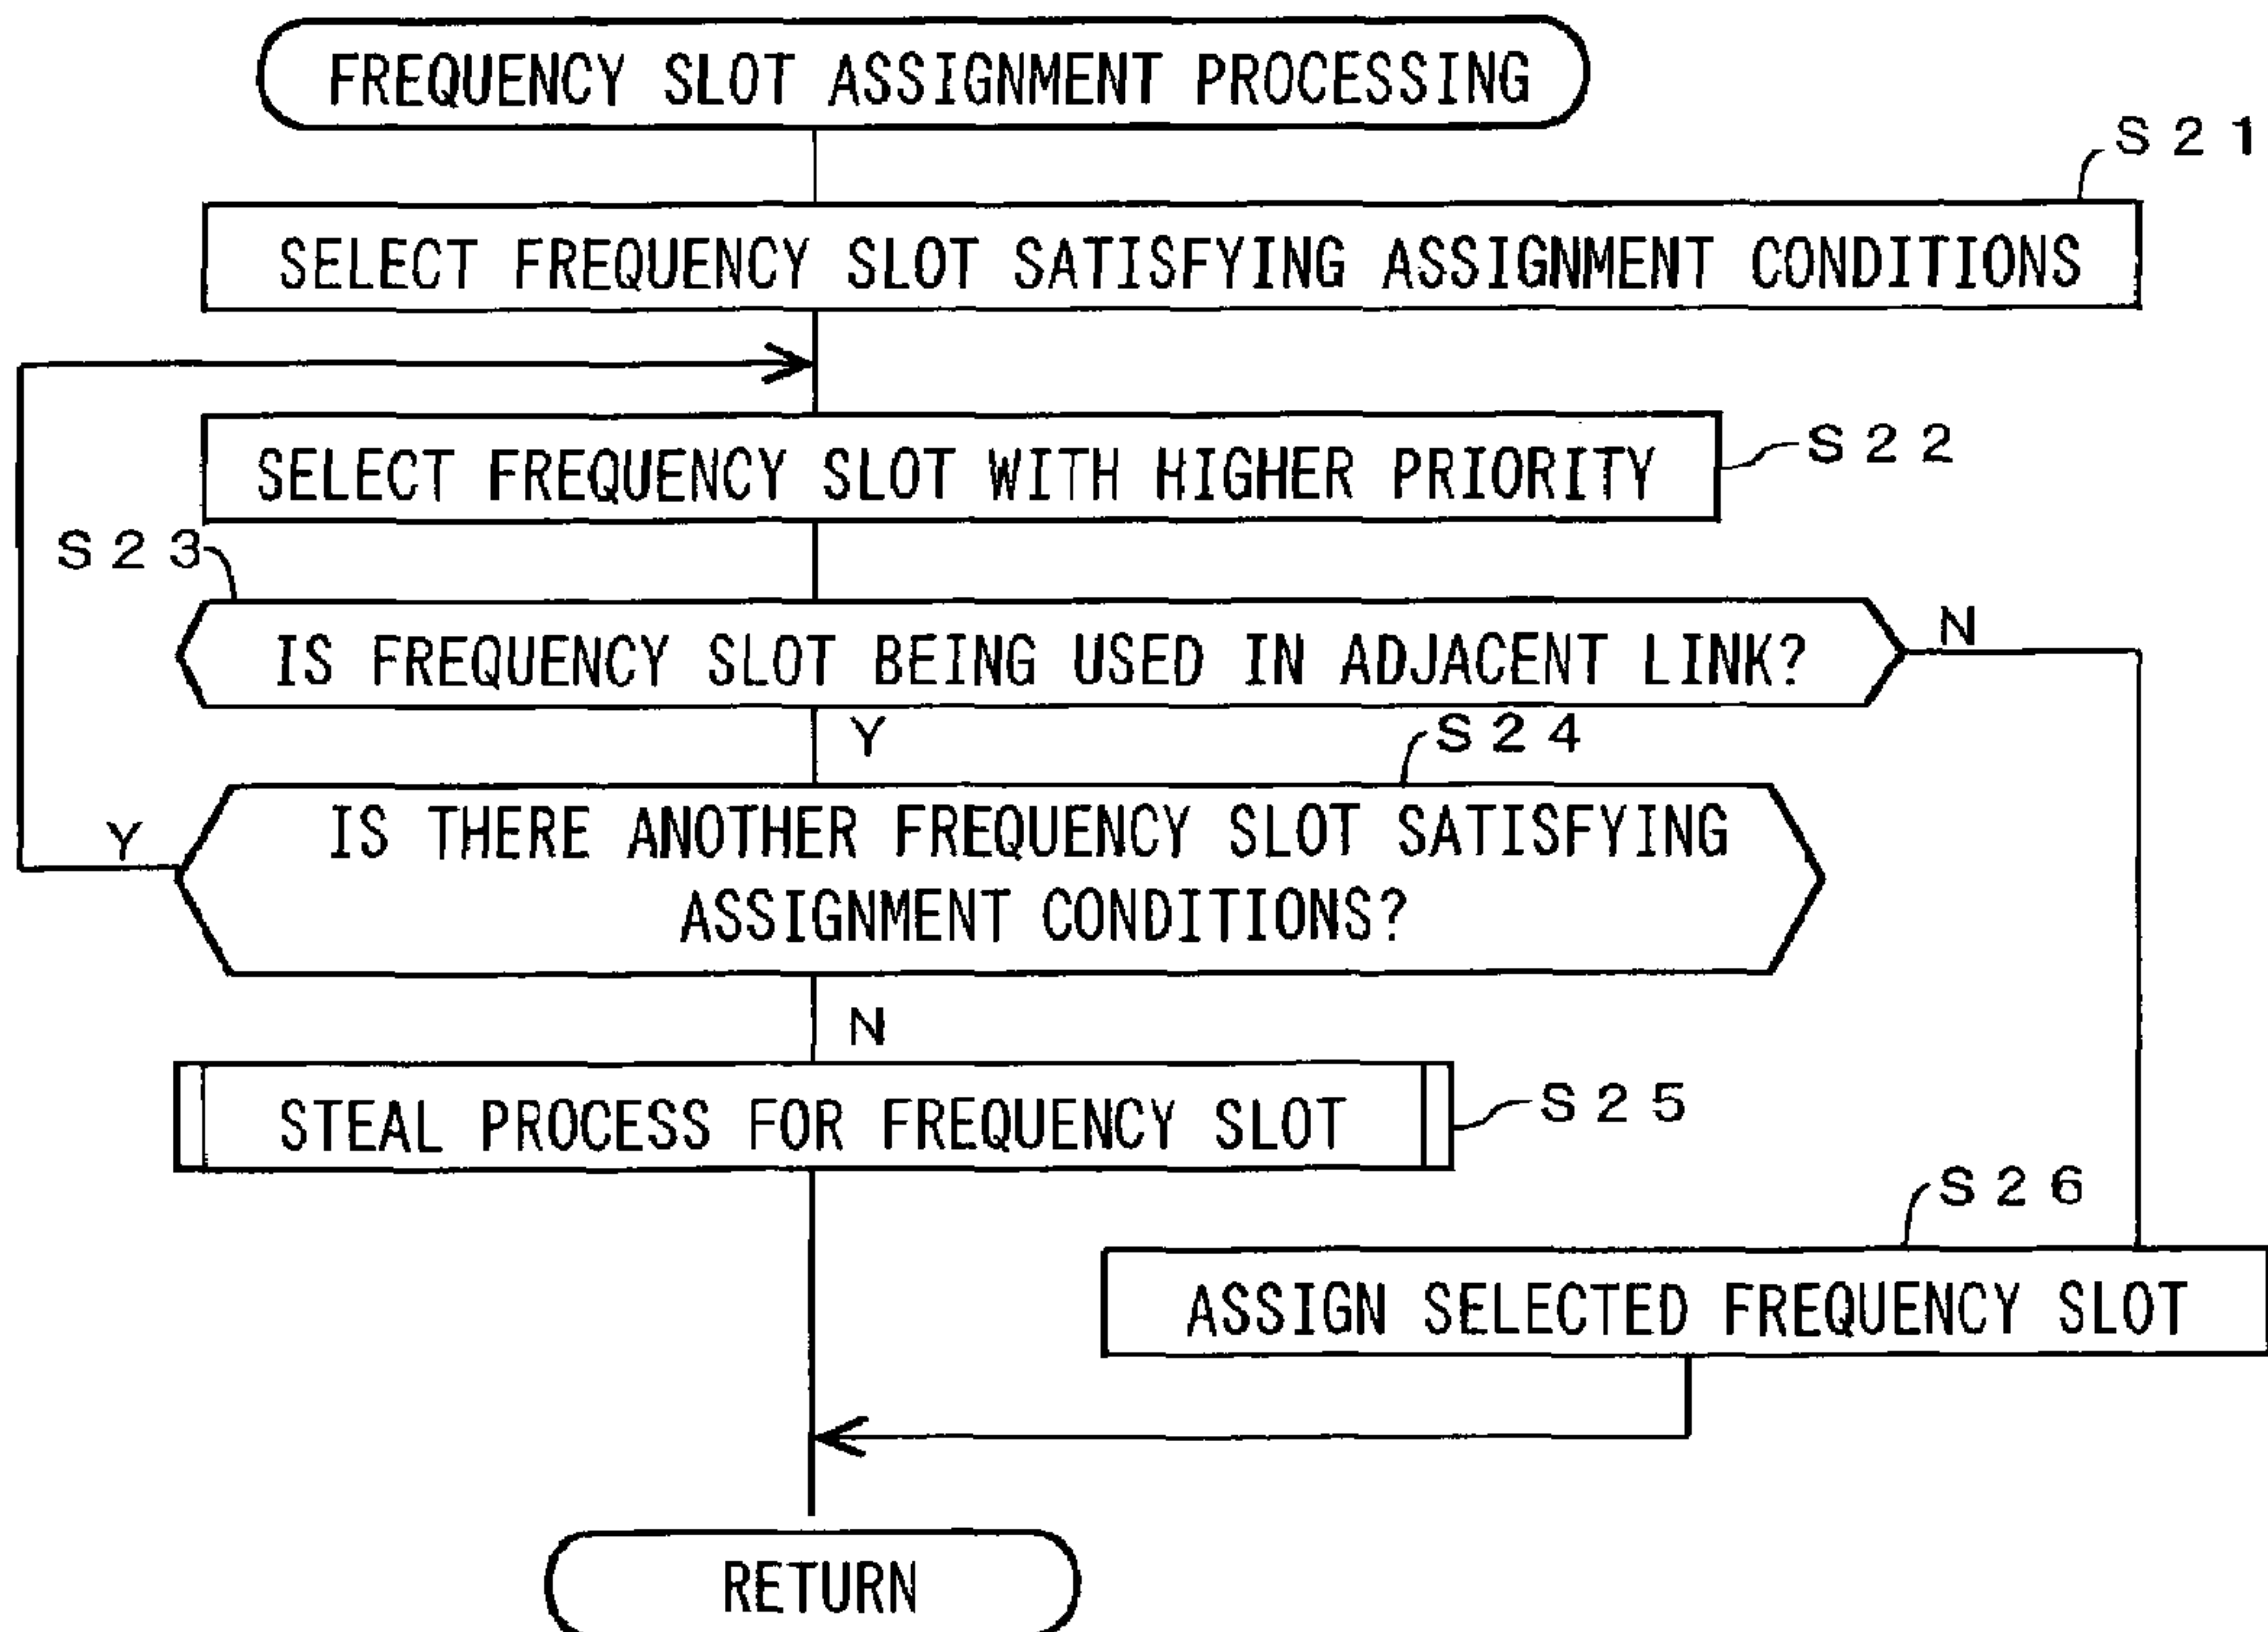 FREQUENCY SLOT ASSIGNMENT PROCESSING
S21
SELECT FREQUENCY SLOT SATISFYING ASSIGNMENT CONDITIONS
SELECT FREQUENCY SLOT WITH HIGHER PRIORITY
S22
S23
IS FREQUENCY SLOT BEING USED IN ADJACENT LINK?
N
Y
S24
IS THERE ANOTHER FREQUENCY SLOT SATISFYING
ASSIGNMENT CONDITIONS?
Y
N
STEAL PROCESS FOR FREQUENCY SLOT
S25
S26
ASSIGN SELECTED FREQUENCY SLOT
RETURN